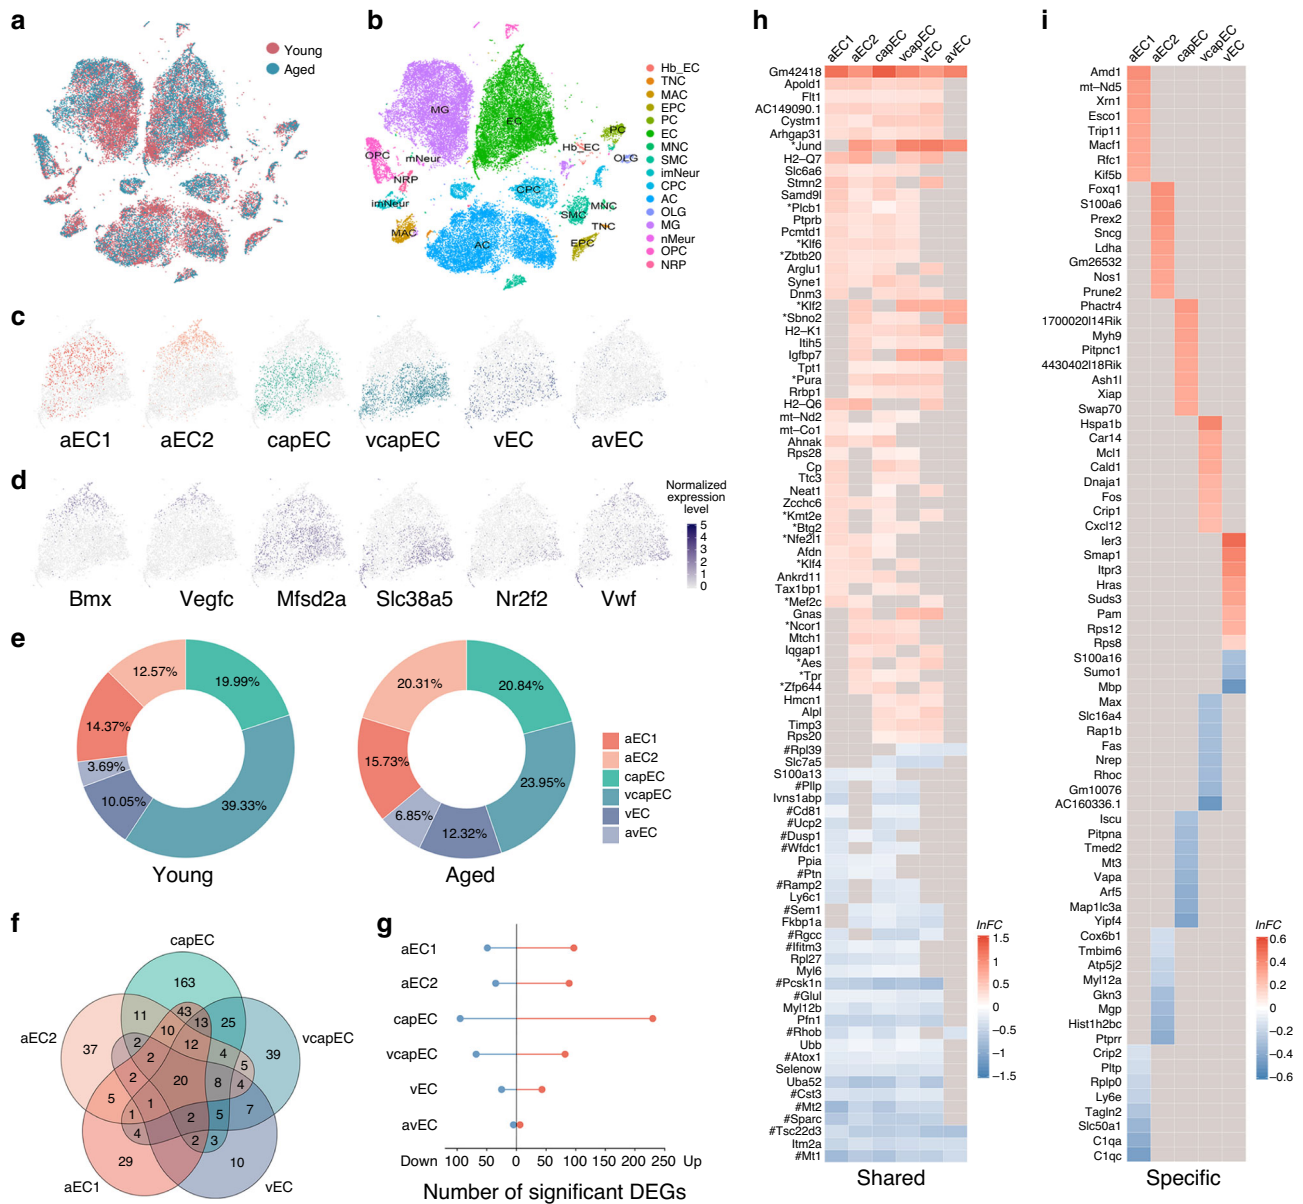 a
Young
Aged
b
MG
EC
PC
Hb_EC
OLG
OPC
mNeur
NRP
imNeur
CPC
MNC
SMC
MAC
AC
TNC
EPC
Hb_EC
TNC
MAC
EPC
PC
EC
MNC
SMC
imNeur
CPC
AC
OLG
MG
nMeur
OPC
NRP
c
aEC1 aEC2 capEC vcapEC vEC avEC
d
Normalized
expression
level
5
4
3
2
1
0
Bmx Vegfc Mfsd2a Slc38a5 Nr2f2 Vwf
e
12.57%
19.99%
14.37%
3.69%
10.05%
39.33%
Young
20.31%
20.84%
15.73%
23.95%
6.85%
12.32%
Aged
aEC1
aEC2
capEC
vcapEC
vEC
avEC
f
capEC
163
aEC2
11
43
13
25
vcapEC
37
10
12
39
2
2
4
5
2
20
8
4
5
1
1
2
5
7
4
2
3
29
10
aEC1
vEC
g
aEC1
aEC2
capEC
vcapEC
vEC
avEC
Down 100 50 0 50 100 150 200 250 Up
Number of significant DEGs
h
aEC1 aEC2 capEC vcapEC vEC avEC
Gm42418
Apold1
Flt1
AC149090.1
Cystm1
Arhgap31
*Jund
H2–Q7
Slc6a6
Stmn2
Samd9l
*Plcb1
Ptprb
Pcmtd1
*Klf6
*Zbtb20
Arglu1
Syne1
Dnm3
*Klf2
*Sbno2
H2–K1
Itih5
Igfbp7
Tpt1
*Pura
Rrbp1
H2–Q6
mt–Nd2
mt–Co1
Ahnak
Rps28
Cp
Ttc3
Neat1
Zcchc6
*Kmt2e
*Btg2
*Nfe2l1
Afdn
*Klf4
Ankrd11
Tax1bp1
*Mef2c
Gnas
*Ncor1
Mtch1
Iqgap1
*Aes
*Tpr
*Zfp644
Hmcn1
Alpl
Timp3
Rps20
#Rpl39
Slc7a5
S100a13
#Pllp
Ivns1abp
#Cd81
#Ucp2
#Dusp1
#Wfdc1
Ppia
#Ptn
#Ramp2
Ly6c1
#Sem1
Fkbp1a
#Rgcc
#Ifitm3
Rpl27
Myl6
#Pcsk1n
#Glul
Myl12b
Pfn1
#Rhob
Ubb
#Atox1
Selenow
Uba52
#Cst3
#Mt2
#Sparc
#Tsc22d3
Itm2a
#Mt1
Shared
lnFC
1.5
1
0.5
0
−0.5
−1
−1.5
i
aEC1 aEC2 capEC vcapEC vEC
Amd1
mt–Nd5
Xrn1
Esco1
Trip11
Macf1
Rfc1
Kif5b
Foxq1
S100a6
Prex2
Sncg
Ldha
Gm26532
Nos1
Prune2
Phactr4
1700020I14Rik
Myh9
Pitpnc1
4430402I18Rik
Ash1l
Xiap
Swap70
Hspa1b
Car14
Mcl1
Cald1
Dnaja1
Fos
Crip1
Cxcl12
Ier3
Smap1
Itpr3
Hras
Suds3
Pam
Rps12
Rps8
S100a16
Sumo1
Mbp
Max
Slc16a4
Rap1b
Fas
Nrep
Rhoc
Gm10076
AC160336.1
Iscu
Pitpna
Tmed2
Mt3
Vapa
Arf5
Map1lc3a
Yipf4
Cox6b1
Tmbim6
Atp5j2
Myl12a
Gkn3
Mgp
Hist1h2bc
Ptprr
Crip2
Pltp
Rplp0
Ly6e
Tagln2
Slc50a1
C1qa
C1qc
Specific
lnFC
0.6
0.4
0.2
0
−0.2
−0.4
−0.6